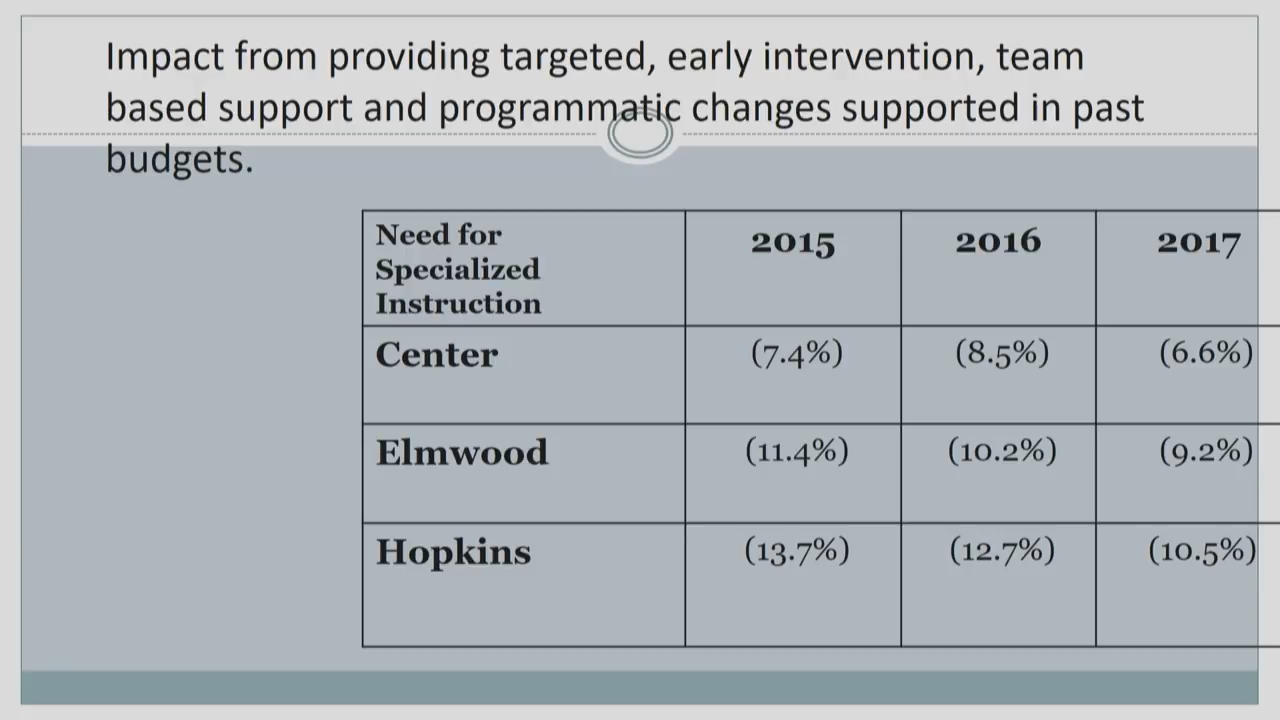 Impact from providing targeted, early intervention, team
based support and programmatic changes supported in past
budgets.
Need for
Specialized
Instruction
2015
2016
2017
Center
(7.4%)
(8.5%)
(6.6%)
Elmwood
(11.4%)
(10.2%)
(9.2%)
Hopkins
(13.7%)
(12.7%)
(10.5%)